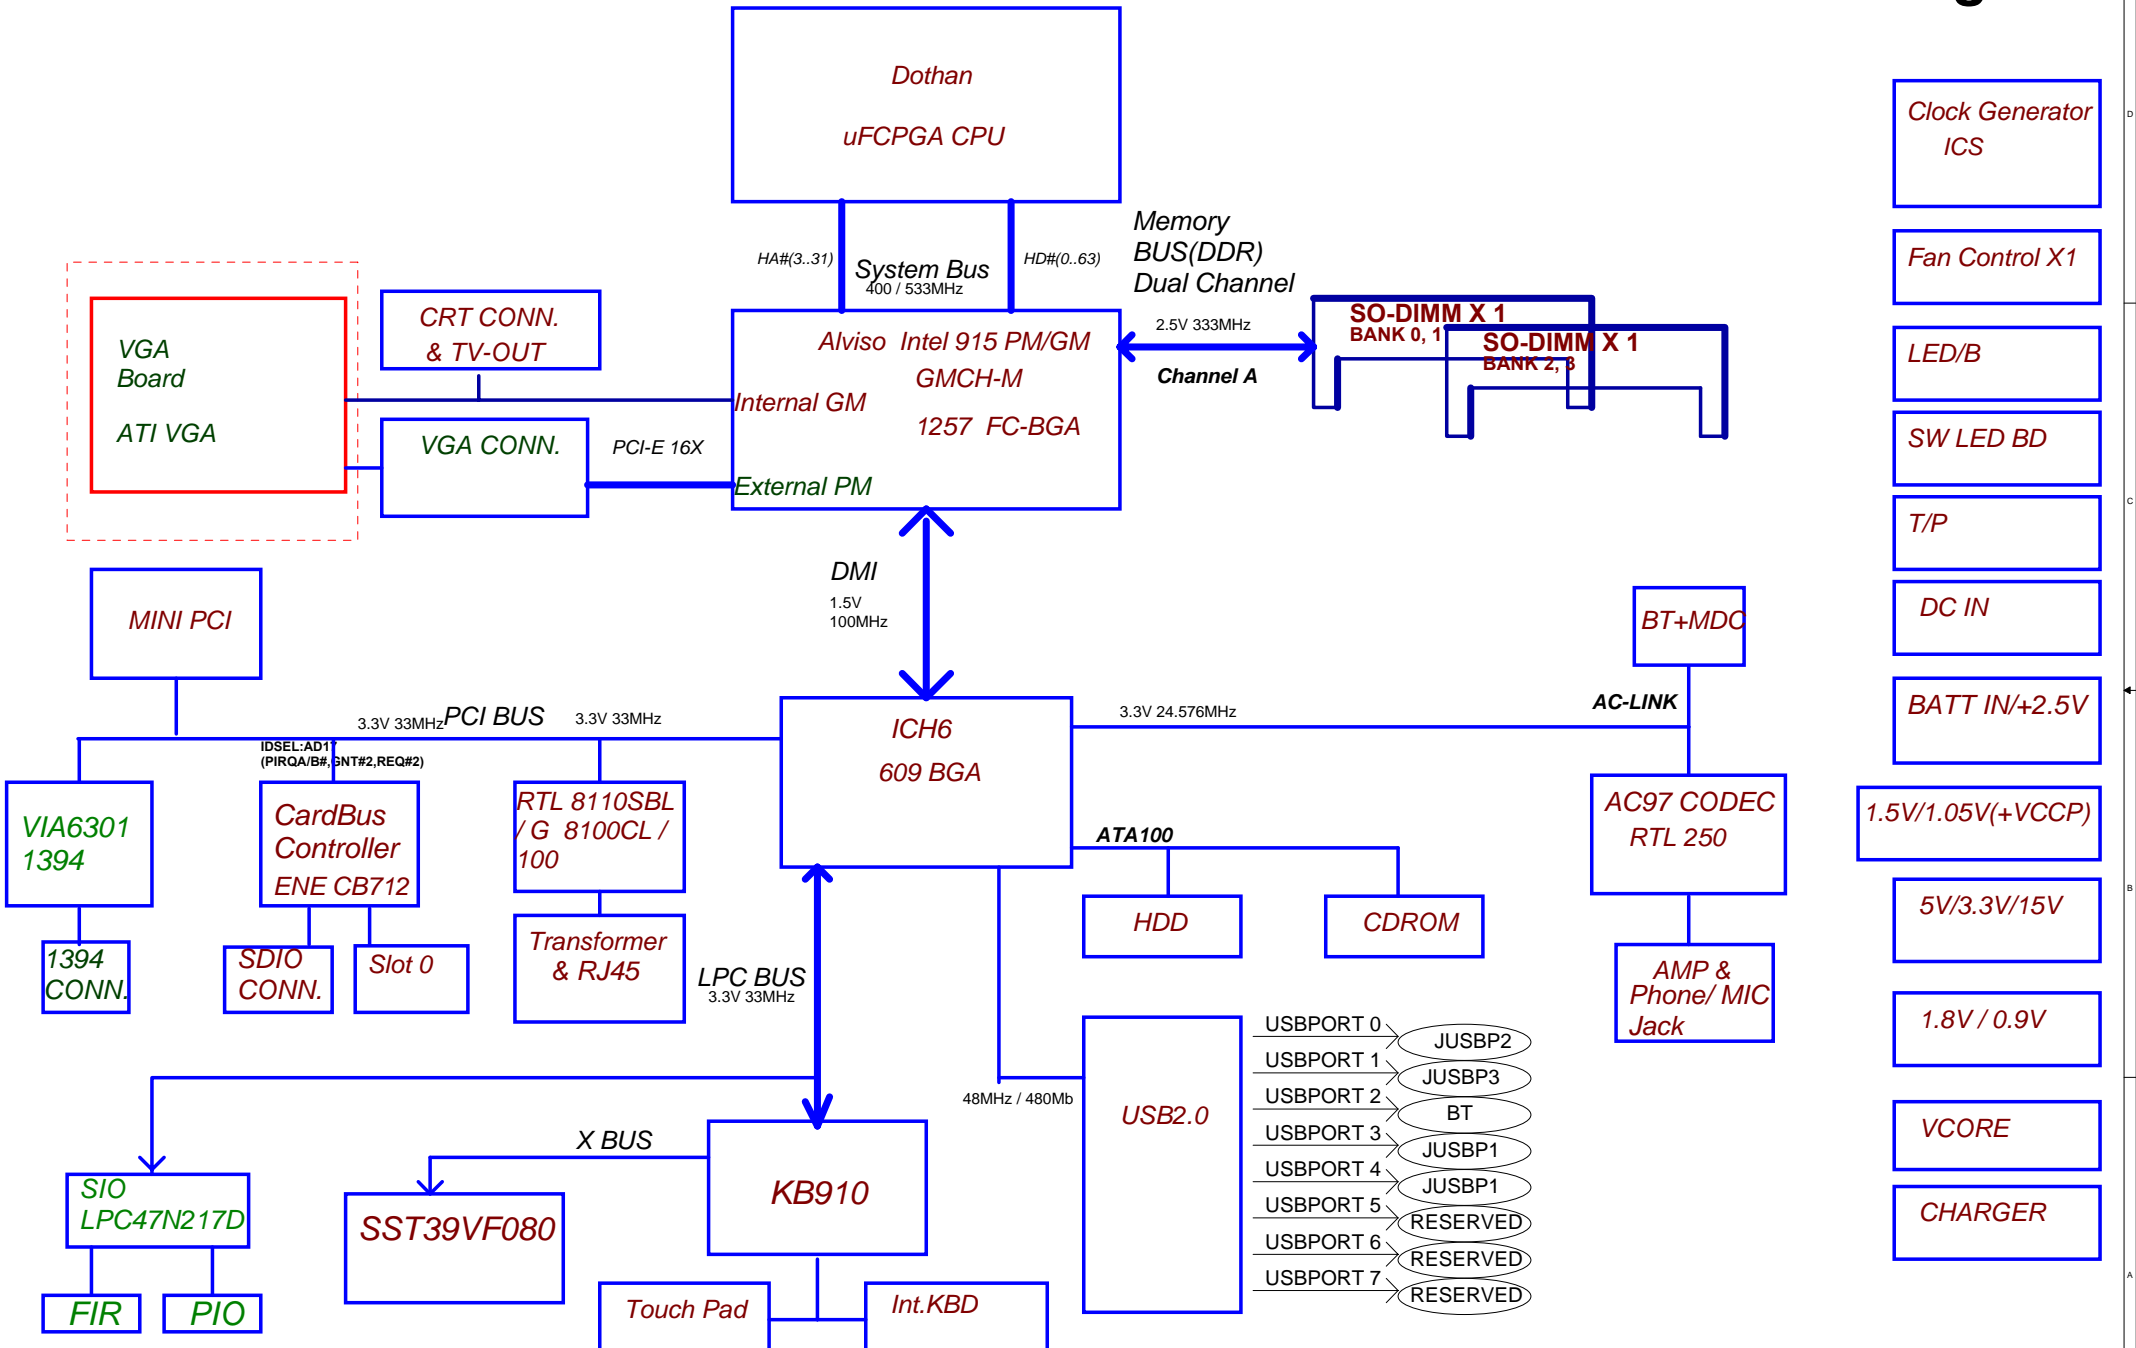 Dothan
uFCPGA CPU
HA#(3..31)
System Bus
400 / 533MHz
HD#(0..63)
Memory
BUS(DDR)
Dual Channel
VGA
Board
ATI VGA
CRT CONN.
& TV-OUT
VGA CONN.
PCI-E 16X
Alviso Intel 915 PM/GM
GMCH-M
1257 FC-BGA
Internal GM
External PM
2.5V 333MHz
Channel A
SO-DIMM X 1
BANK 0, 1
SO-DIMM X 1
BANK 2, 3
DMI
1.5V
100MHz
MINI PCI
3.3V 33MHz
PCI BUS
3.3V 33MHz
IDSEL:AD17
(PIRQA/B#,GNT#2,REQ#2)
ICH6
609 BGA
3.3V 24.576MHz
AC-LINK
BT+MDC
VIA6301
1394
CardBus
Controller
ENE CB712
RTL 8110SBL
/ G 8100CL /
100
AC97 CODEC
RTL 250
ATA100
HDD
CDROM
1394
CONN.
SDIO
CONN.
Slot 0
Transformer
& RJ45
LPC BUS
3.3V 33MHz
AMP &
Phone/ MIC
Jack
48MHz / 480Mb
USB2.0
USBPORT 0
JUSBP2
USBPORT 1
JUSBP3
USBPORT 2
BT
USBPORT 3
JUSBP1
USBPORT 4
JUSBP1
USBPORT 5
RESERVED
USBPORT 6
RESERVED
USBPORT 7
RESERVED
X BUS
SIO
LPC47N217D
SST39VF080
KB910
FIR
PIO
Touch Pad
Int.KBD
Clock Generator
ICS
Fan Control X1
LED/B
SW LED BD
T/P
DC IN
BATT IN/+2.5V
1.5V/1.05V(+VCCP)
5V/3.3V/15V
1.8V / 0.9V
VCORE
CHARGER
D
C
B
A